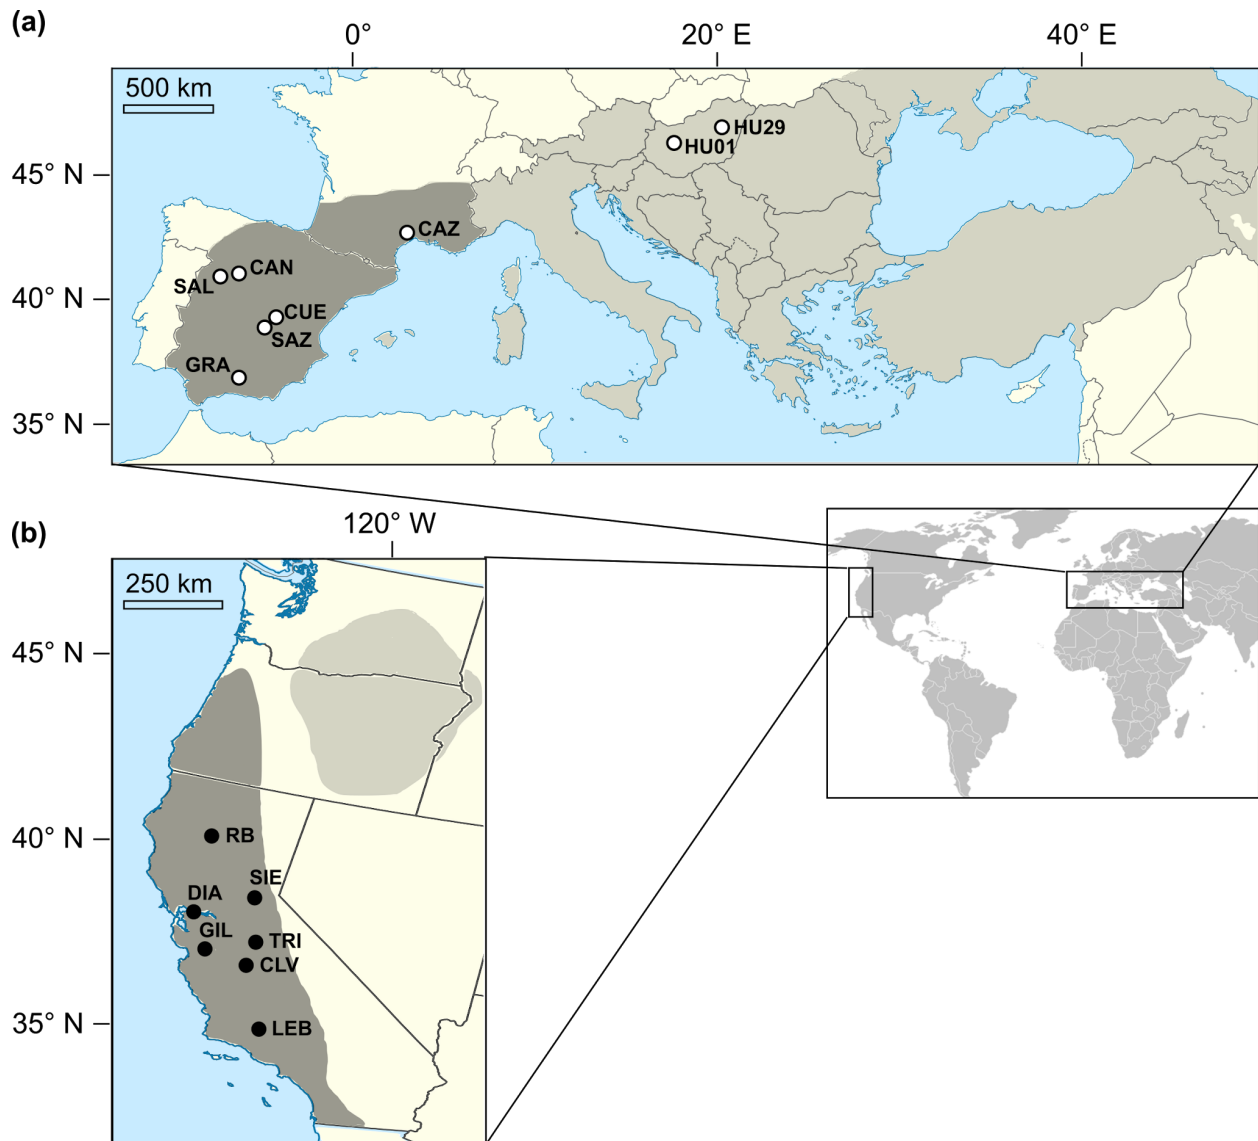 (a)
0°
20° E
40° E
500 km
45° N
40° N
35° N
HU29
HU01
CAZ
CAN
SAL
CUE
SAZ
GRA
(b)
120° W
250 km
45° N
40° N
35° N
RB
SIE
DIA
GIL
TRI
CLV
LEB